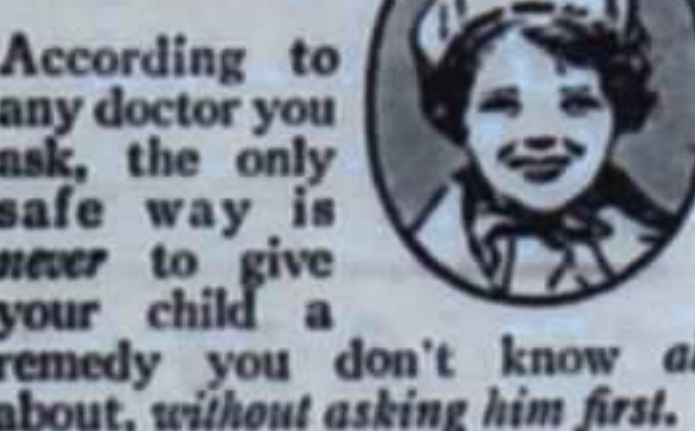 According to
any doctor you
ask, the only
safe way is
never to give
your child a
remedy you don't know
about, without asking him first.